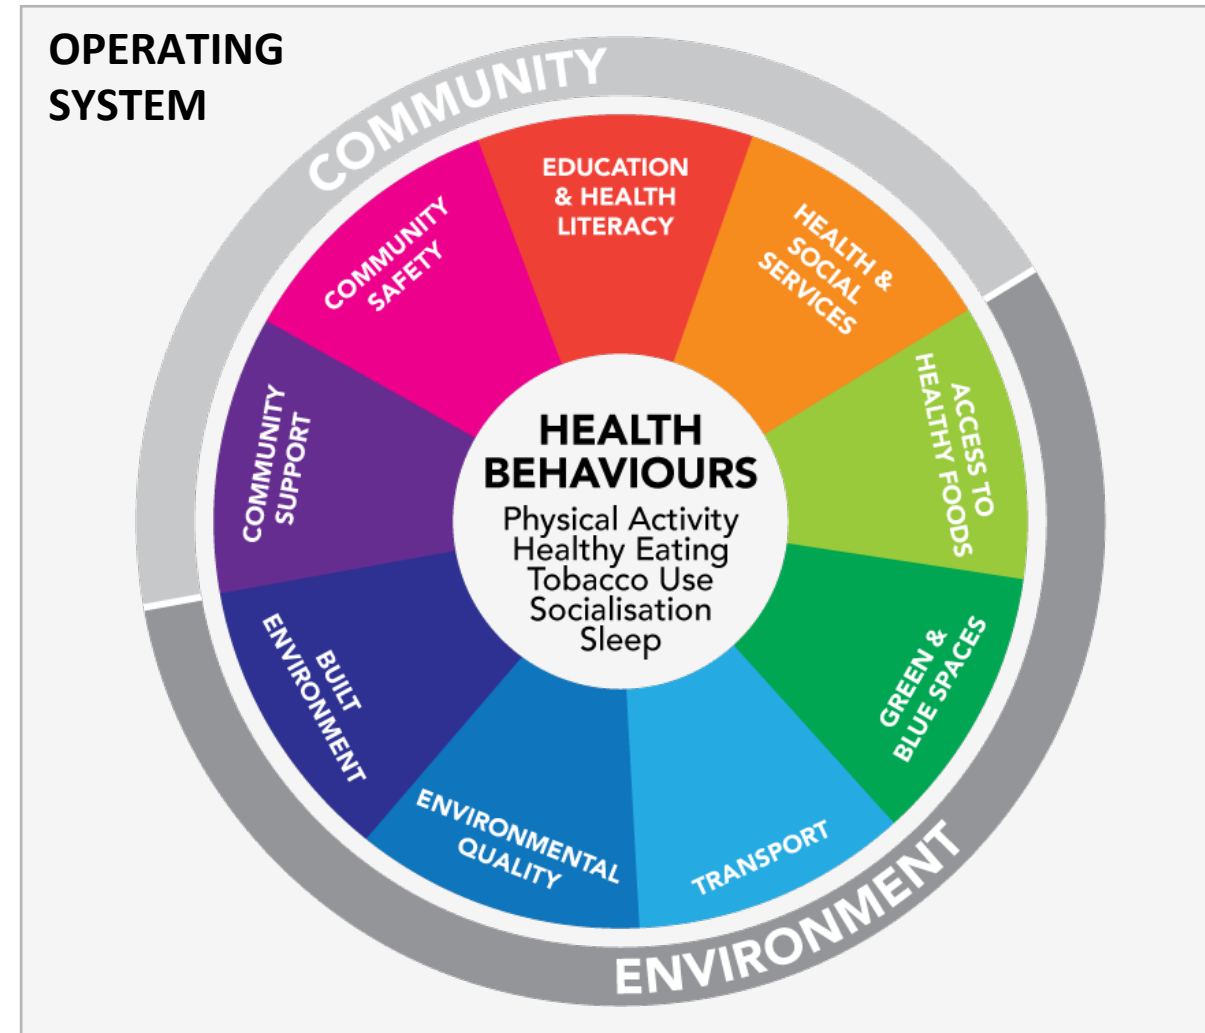 OPERATING
SYSTEM
COMMUNITY
EDUCATION
& HEALTH
LITERACY
HEALTH &
SOCIAL
SERVICES
ACCESS TO
HEALTHY FOODS
GREEN &
BLUE SPACES
TRANSPORT
ENVIRONMENTAL
QUALITY
BUILT
ENVIRONMENT
COMMUNITY
SUPPORT
COMMUNITY
SAFETY
HEALTH
BEHAVIOURS
Physical Activity
Healthy Eating
Tobacco Use
Socialisation
Sleep
ENVIRONMENT